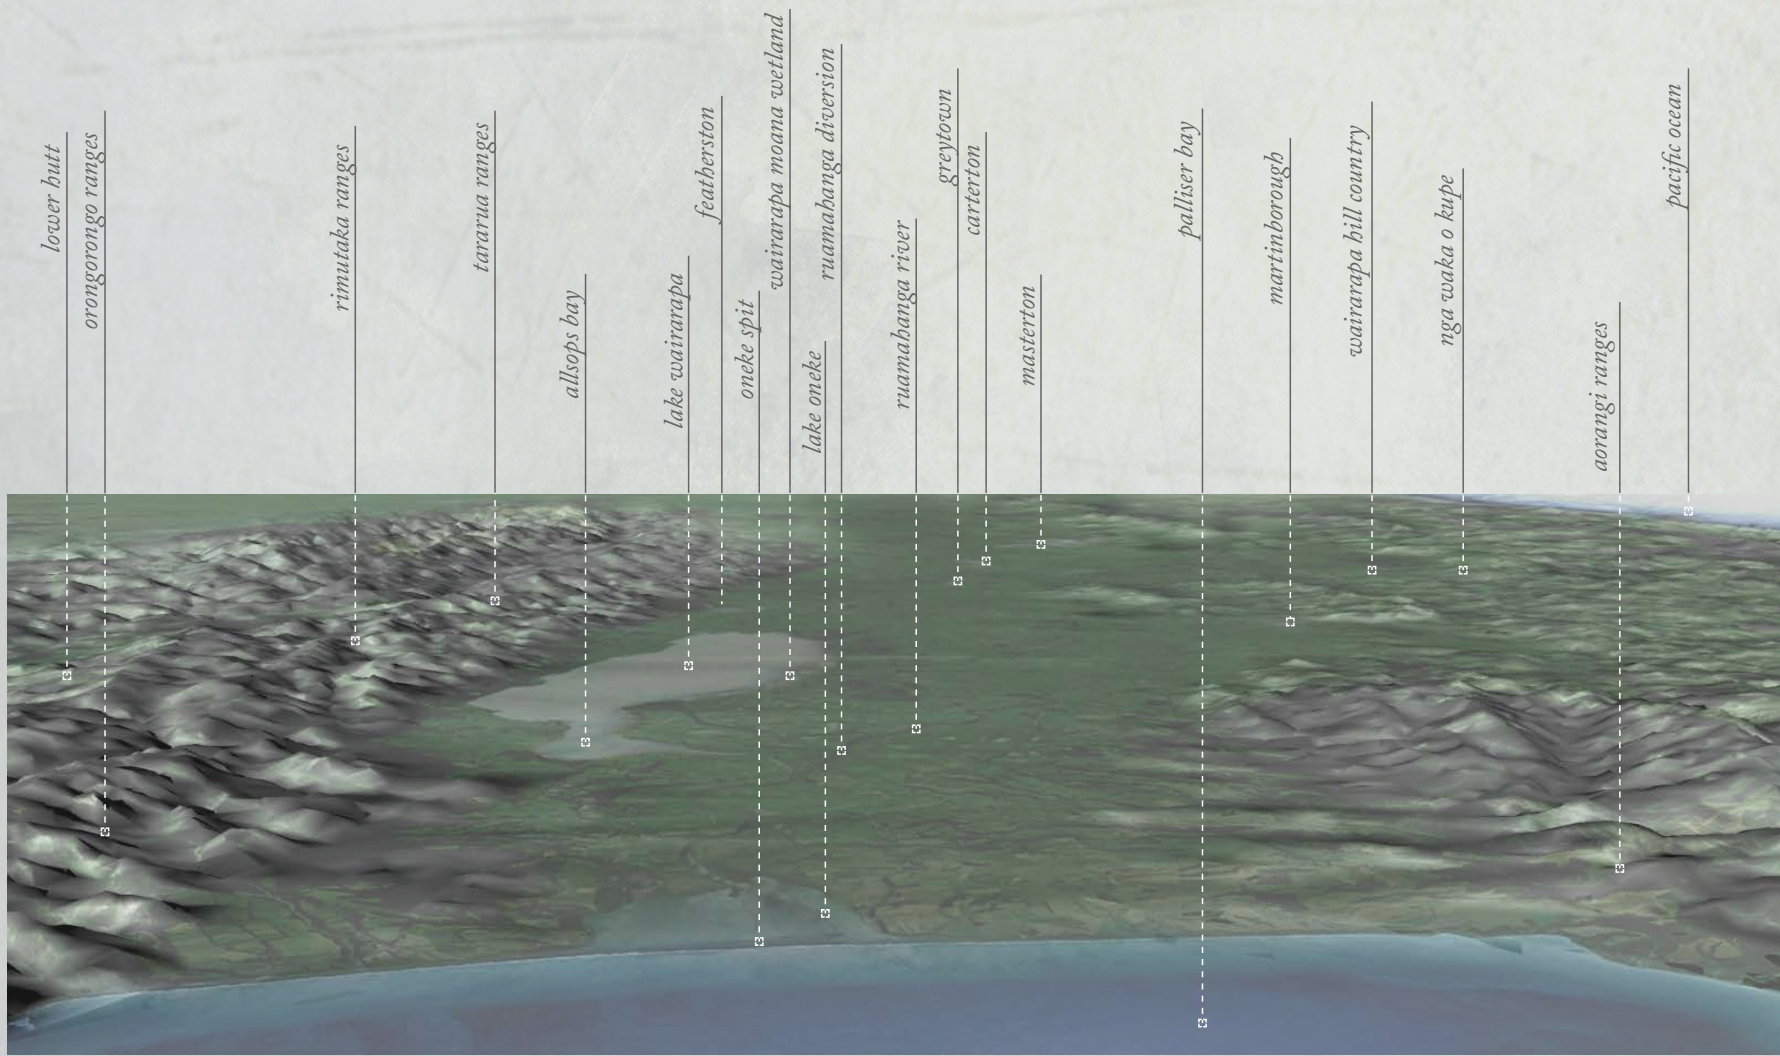 lower hutt
orongorongo ranges
rimutaka ranges
tararua ranges
allsops bay
lake wairarapa
featherston
oneke spit
wairarapa moana wetland
lake oneke
ruamahanga diversion
ruamahanga river
greytown
carterton
masterton
palliser bay
martinborough
wairarapa hill country
nga waka o kupe
aorangi ranges
pacific ocean